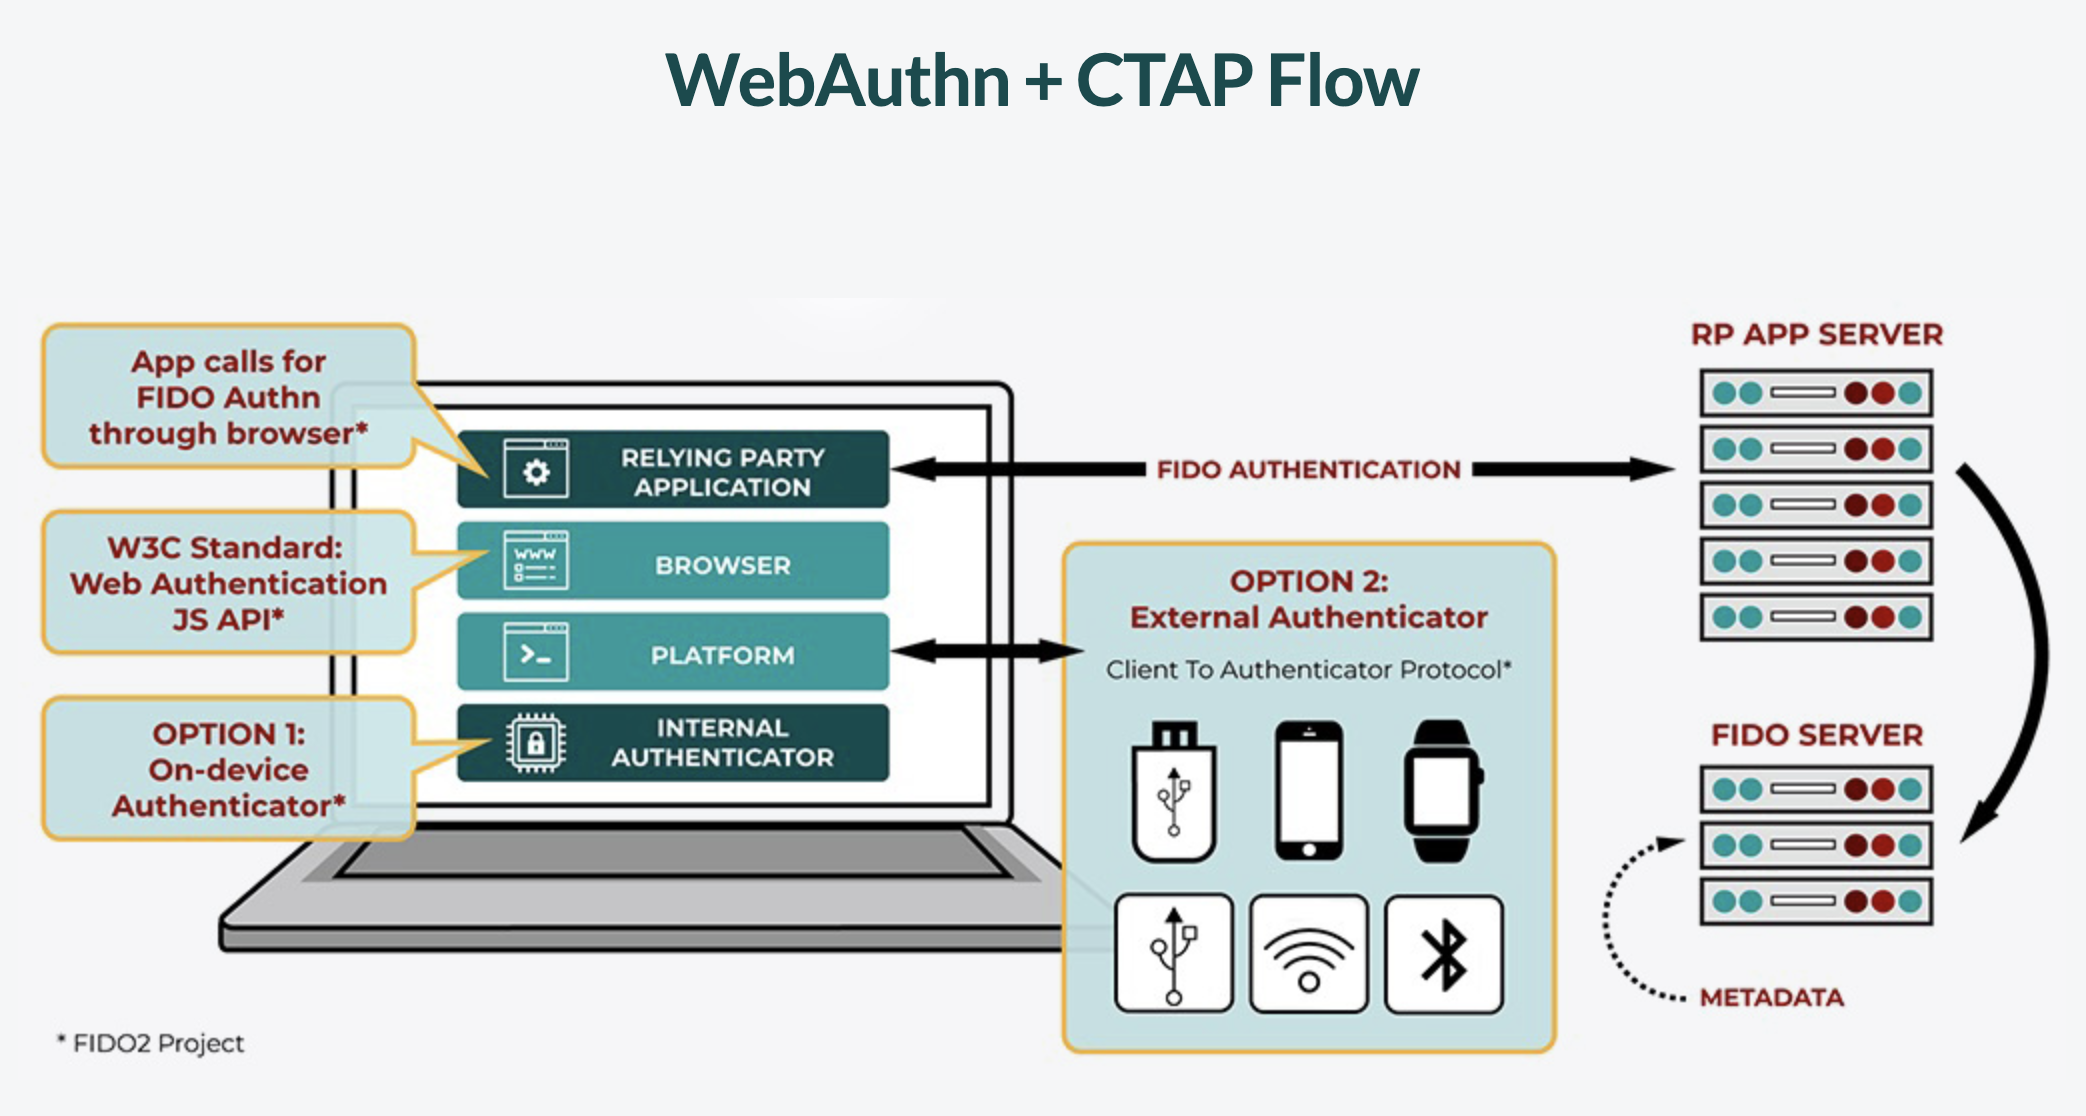 WebAuthn + CTAP Flow
App calls for
FIDO Authn
through browser*
W3C Standard:
Web Authentication
JS API*
OPTION 1:
On-device
Authenticator*
RELYING PARTY
APPLICATION
WWW
BROWSER
PLATFORM
INTERNAL
AUTHENTICATOR
FIDO AUTHENTICATION
OPTION 2:
External Authenticator
Client To Authenticator Protocol*
RP APP SERVER
FIDO SERVER
METADATA
* FIDO2 Project